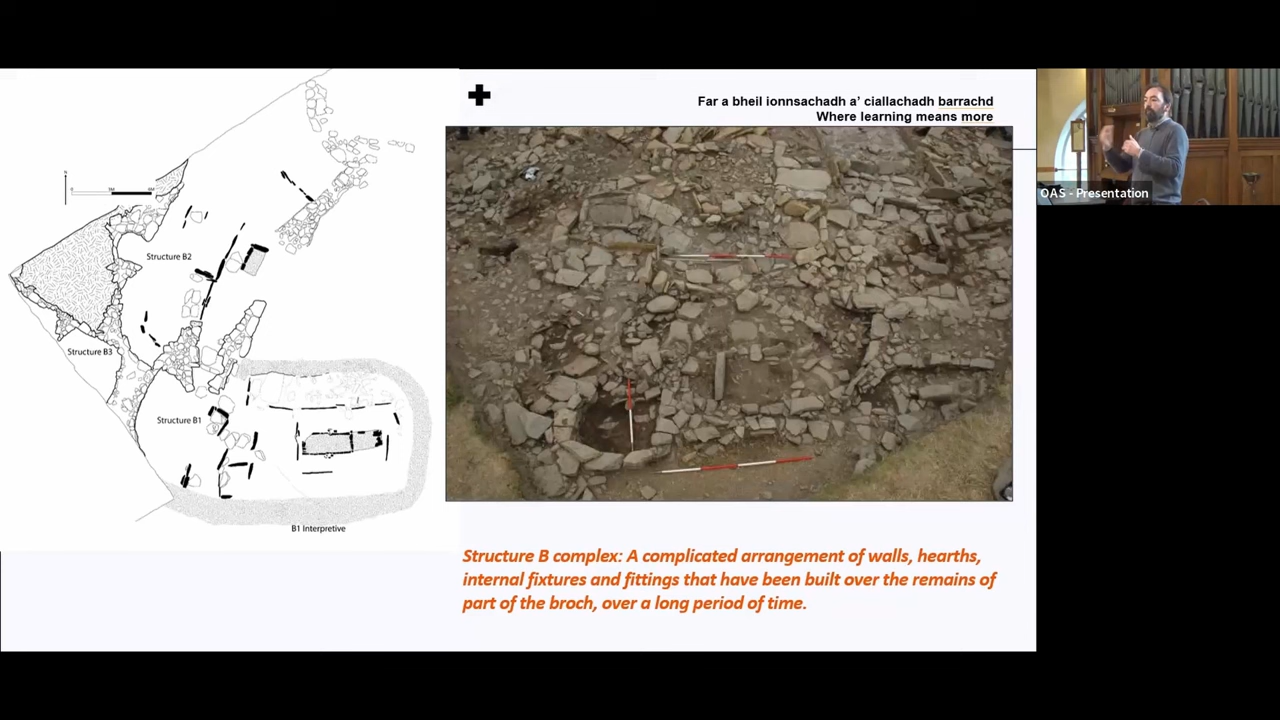 Far a bheil ionnsachadh a’ ciallachadh barrachd
Where learning means more
OAS - Presentation
N
Structure B2
Structure B3
Structure B1
B1 Interpretive
Structure B complex: A complicated arrangement of walls, hearths,
internal fixtures and fittings that have been built over the remains of
part of the broch, over a long period of time.